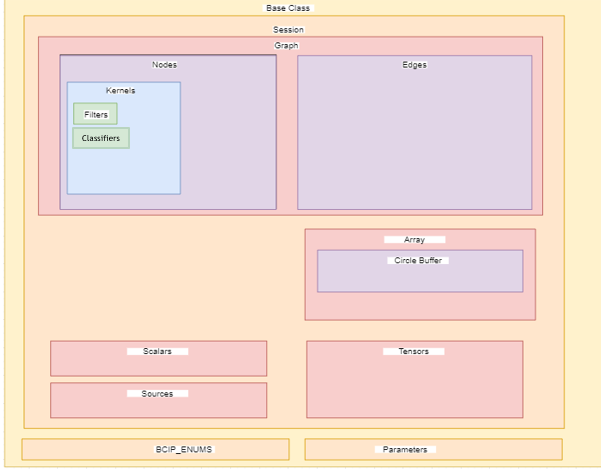 Base Class
Session
Graph
Nodes
Edges
Kernels
Filters
Classifiers
Array
Circle Buffer
Scalars
Tensors
Sources
BCIP_ENUMS
Parameters